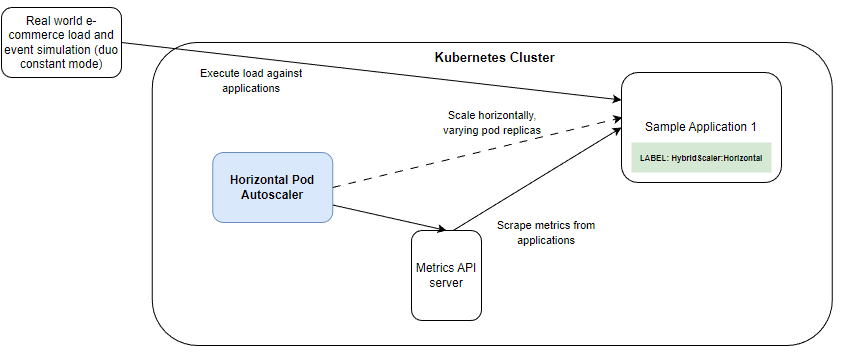 Real world e-
commerce load and
event simulation (duo
constant mode)
Kubernetes Cluster
Execute load against
applications
Scale horizontally,
varying pod replicas
Sample Application 1
LABEL: HybridScaler:Horizontal
Horizontal Pod
Autoscaler
Scrape metrics from
applications
Metrics API
server